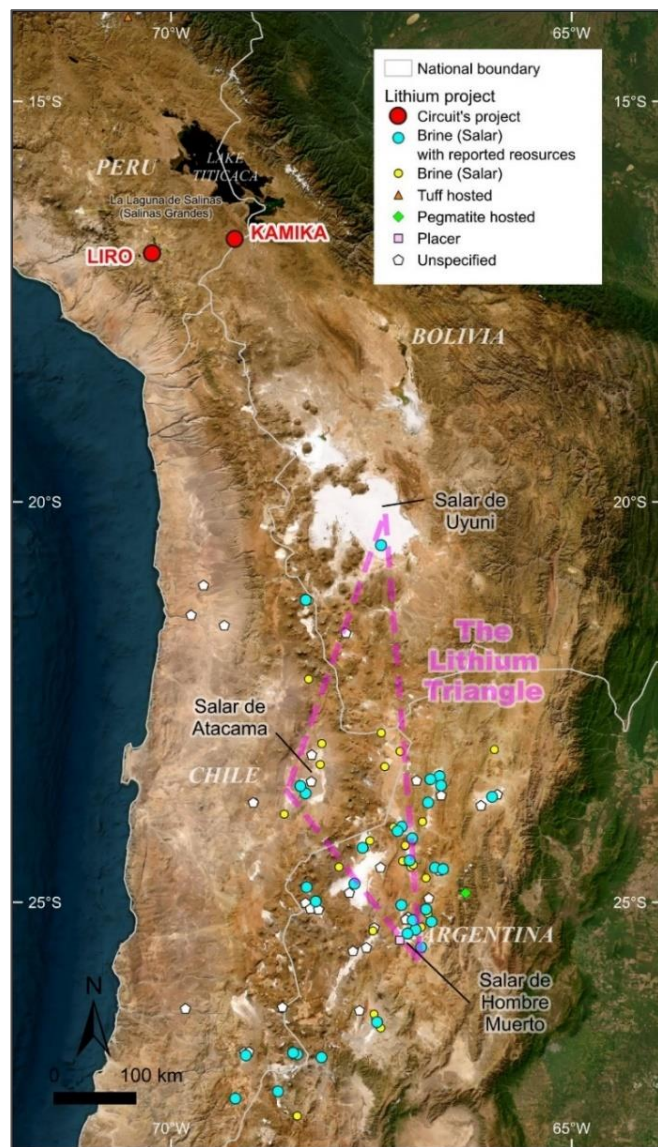 70°W
65°W
15°S
National boundary
Lithium project
Circuit's project
Brine (Salar)
with reported reosurces
Brine (Salar)
Tuff hosted
Pegmatite hosted
Placer
Unspecified
PERU
LAKE
TITICACA
La Laguna de Salinas
(Salinas Grandes)
LIRO
KAMIKA
BOLIVIA
20°S
20°S
Salar de
Uyuni
The
Lithium
Triangle
Salar de
Atacama
CHILE
25°S
25°S
ARGENTINA
Salar de
Hombre
Muerto
N
0
100 km
70°W
65°W